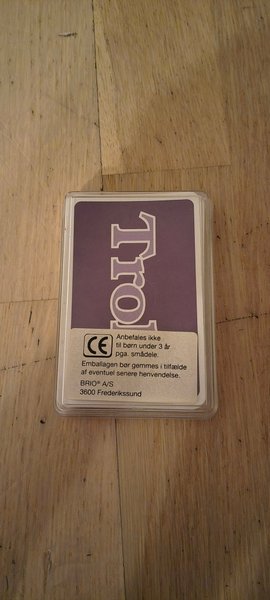 Trol
CE
Anbefales ikke
til børn under 3 år
pga. smådele.
Emballagen bør gemmes i tilfælde
af eventuel senere henvendelse.
BRIO® A/S
3600 Frederikssund